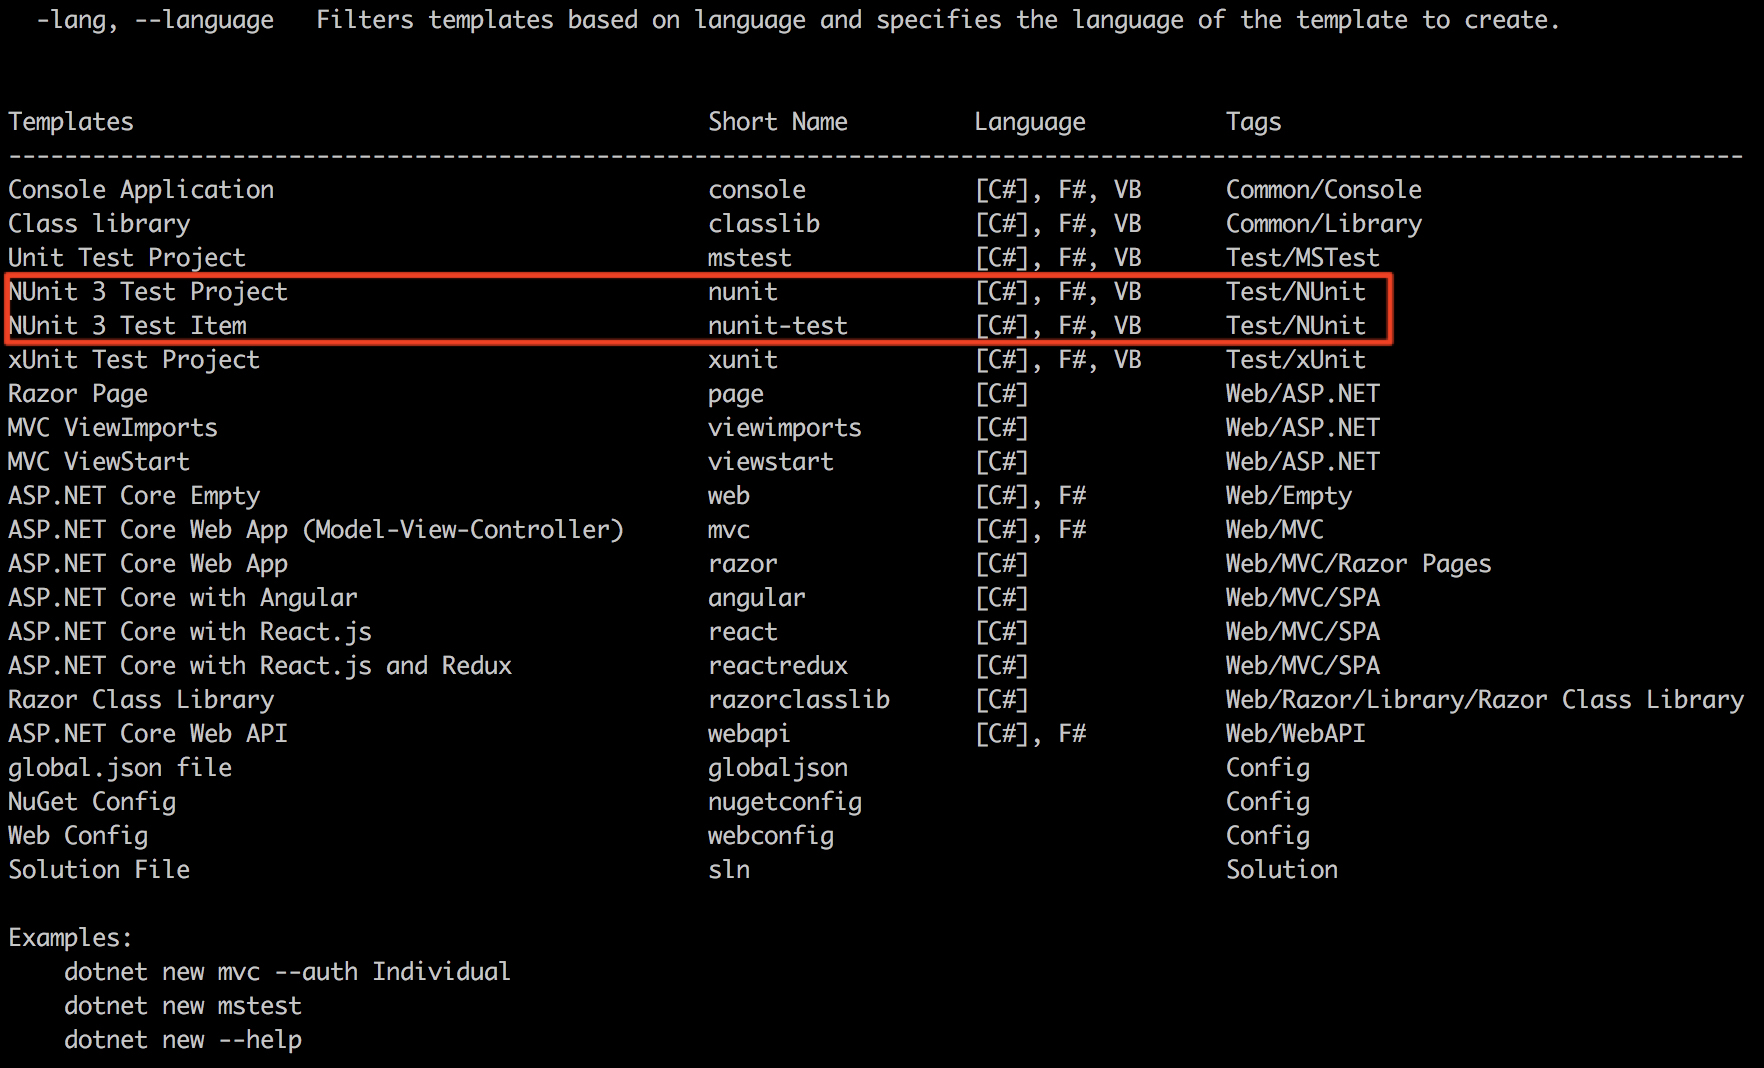 -lang, --language   Filters templates based on language and specifies the language of the template to create.
Templates                                         Short Name         Language          Tags
----------------------------------------------------------------------------------------------------------------------------
Console Application                               console            [C#], F#, VB      Common/Console
Class library                                     classlib           [C#], F#, VB      Common/Library
Unit Test Project                                 mstest             [C#], F#, VB      Test/MSTest
NUnit 3 Test Project                              nunit              [C#], F#, VB      Test/NUnit
NUnit 3 Test Item                                 nunit-test         [C#], F#, VB      Test/NUnit
xUnit Test Project                                xunit              [C#], F#, VB      Test/xUnit
Razor Page                                        page               [C#]              Web/ASP.NET
MVC ViewImports                                   viewimports        [C#]              Web/ASP.NET
MVC ViewStart                                     viewstart          [C#]              Web/ASP.NET
ASP.NET Core Empty                                web                [C#], F#          Web/Empty
ASP.NET Core Web App (Model-View-Controller)      mvc                [C#], F#          Web/MVC
ASP.NET Core Web App                              razor              [C#]              Web/MVC/Razor Pages
ASP.NET Core with Angular                         angular            [C#]              Web/MVC/SPA
ASP.NET Core with React.js                        react              [C#]              Web/MVC/SPA
ASP.NET Core with React.js and Redux              reactredux         [C#]              Web/MVC/SPA
Razor Class Library                               razorclasslib      [C#]              Web/Razor/Library/Razor Class Library
ASP.NET Core Web API                              webapi             [C#], F#          Web/WebAPI
global.json file                                  globaljson                           Config
NuGet Config                                      nugetconfig                          Config
Web Config                                        webconfig                            Config
Solution File                                     sln                                  Solution
Examples:
    dotnet new mvc --auth Individual
    dotnet new mstest
    dotnet new --help